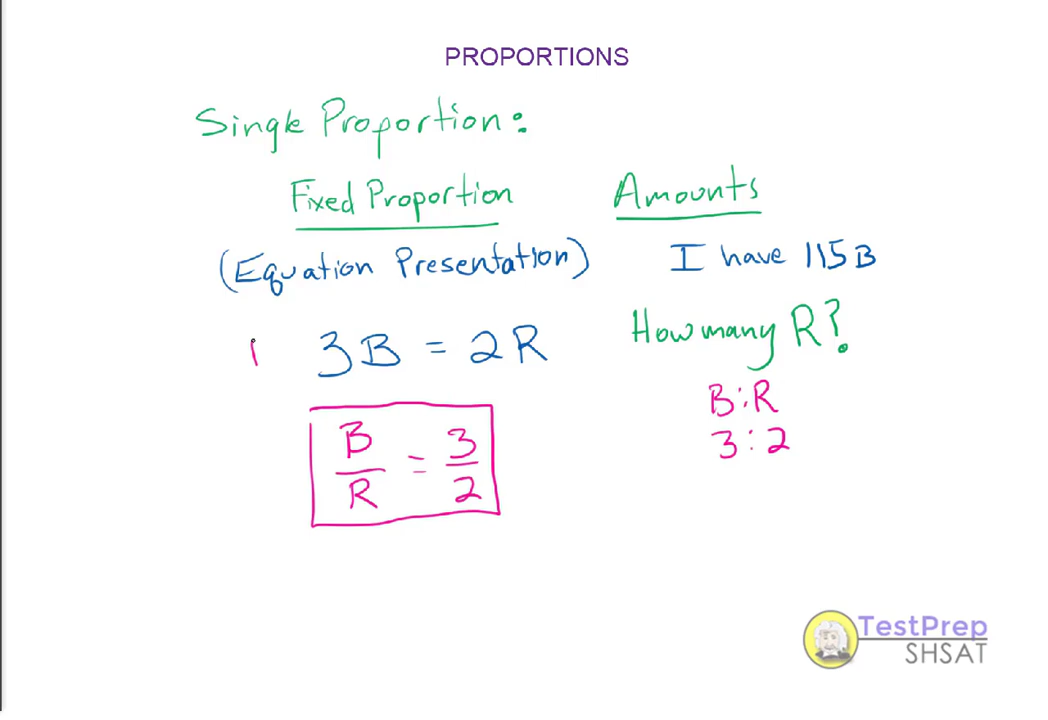 PROPORTIONS
Single Proportion:
Fixed Proportion
Amounts
(Equation Presentation)
I have 115B
3B = 2R
How many R?
B:R
3:2
B/R = 3/2
TestPrep
SHSAT